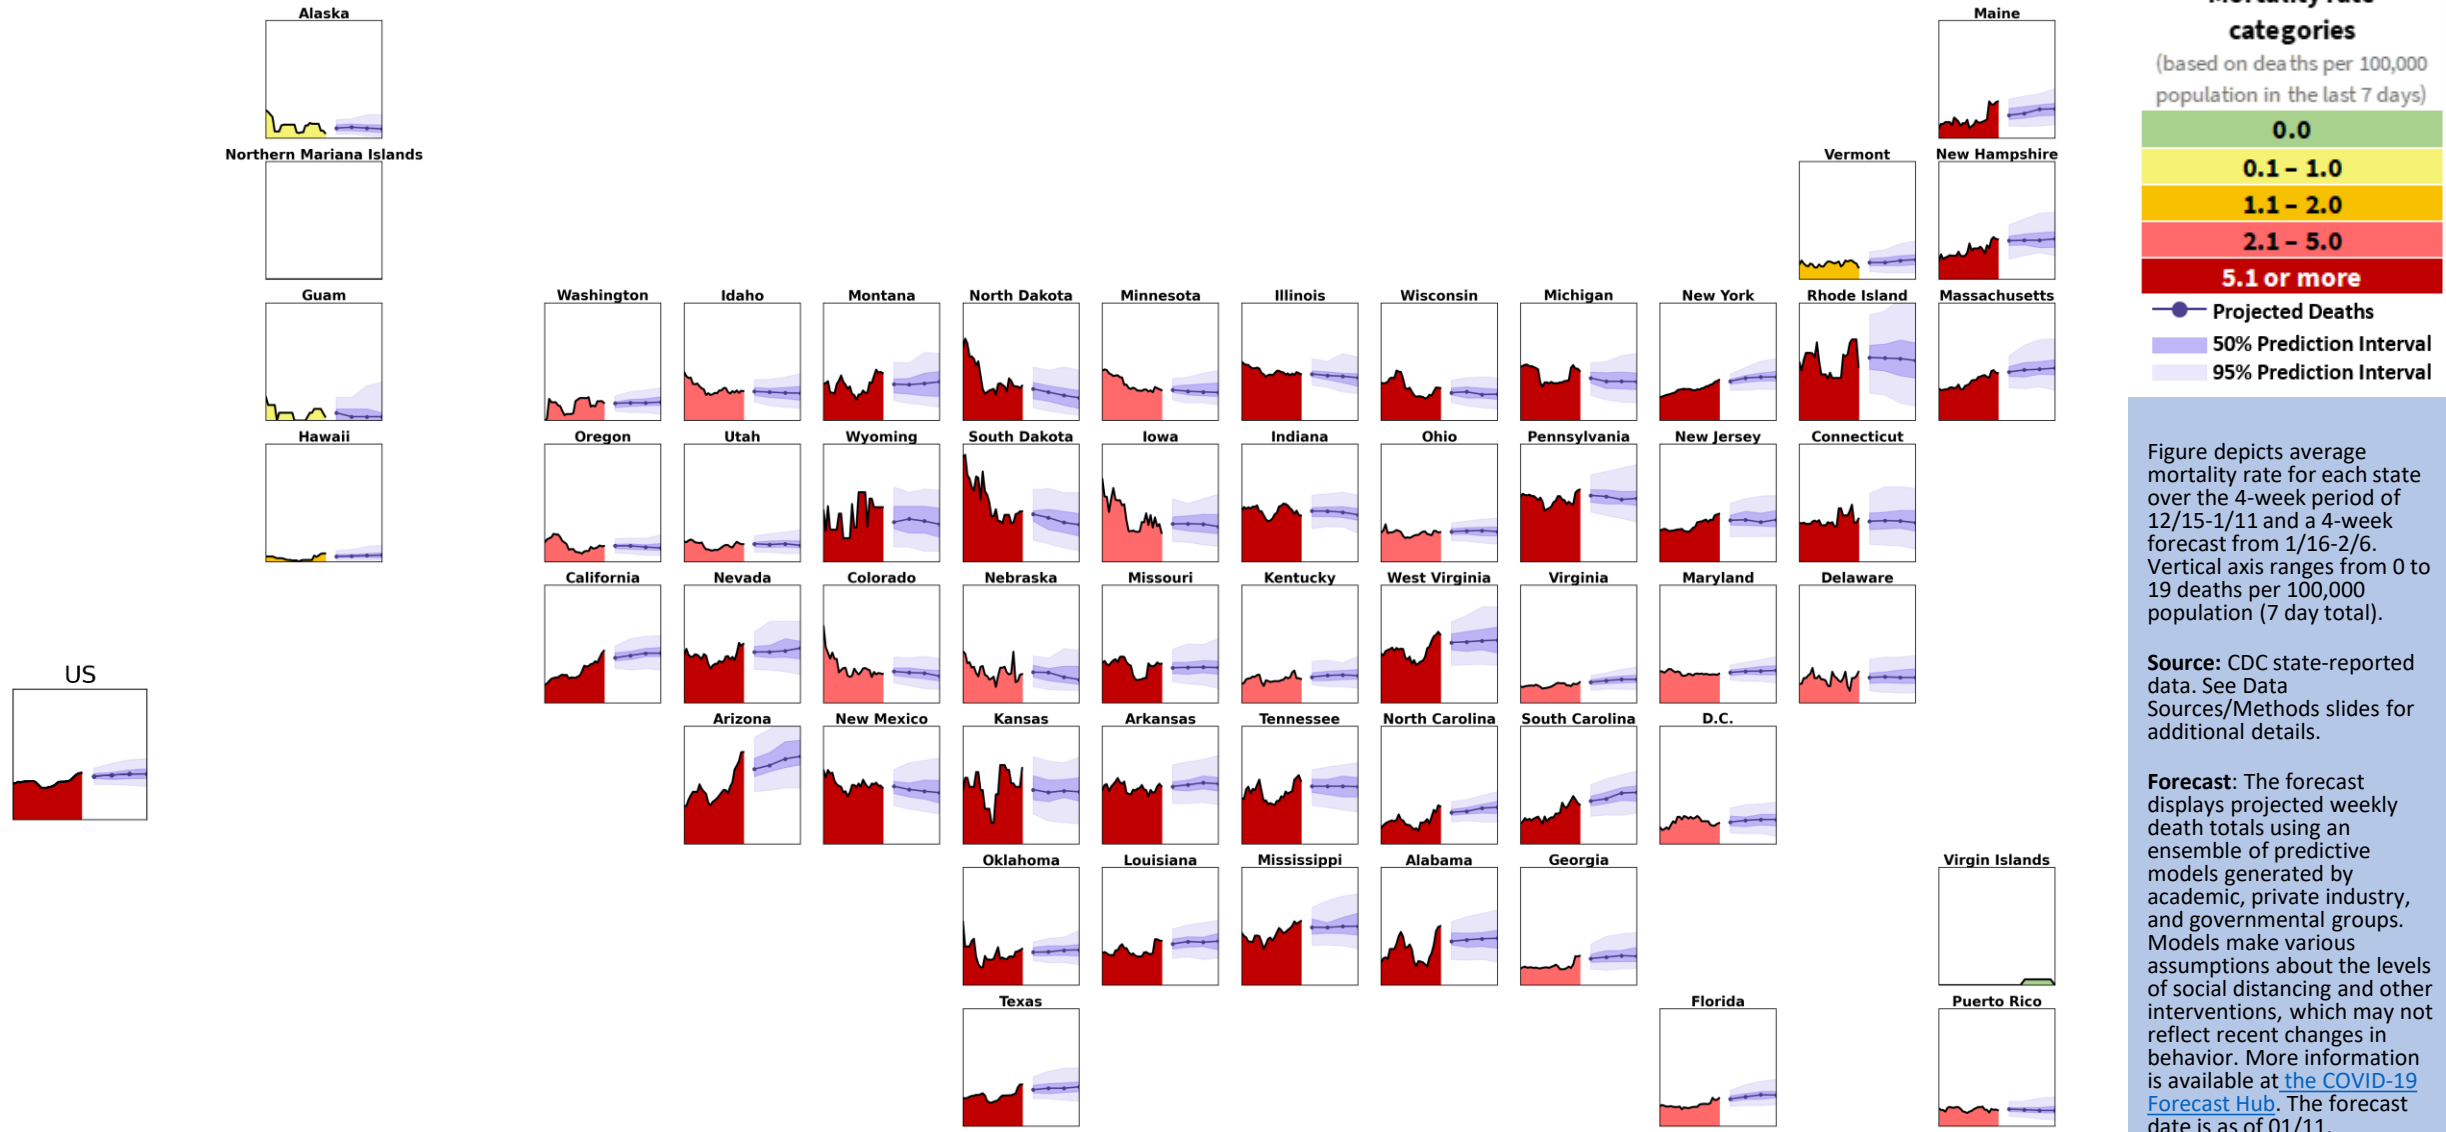 Alaska
Maine
Mortality rate
categories
(based on deaths per 100,000
population in the last 7 days)
0.0
0.1 – 1.0
1.1 – 2.0
2.1 – 5.0
5.1 or more
Projected Deaths
50% Prediction Interval
95% Prediction Interval
Northern Mariana Islands
Vermont
New Hampshire
Guam
Washington
Idaho
Montana
North Dakota
Minnesota
Illinois
Wisconsin
Michigan
New York
Rhode Island
Massachusetts
Hawaii
Oregon
Utah
Wyoming
South Dakota
Iowa
Indiana
Ohio
Pennsylvania
New Jersey
Connecticut
California
Nevada
Colorado
Nebraska
Missouri
Kentucky
West Virginia
Virginia
Maryland
Delaware
US
Arizona
New Mexico
Kansas
Arkansas
Tennessee
North Carolina
South Carolina
D.C.
Oklahoma
Louisiana
Mississippi
Alabama
Georgia
Virgin Islands
Texas
Florida
Puerto Rico
Figure depicts average
mortality rate for each state
over the 4-week period of
12/15-1/11 and a 4-week
forecast from 1/16-2/6.
Vertical axis ranges from 0 to
19 deaths per 100,000
population (7 day total).
Source: CDC state-reported
data. See Data
Sources/Methods slides for
additional details.
Forecast: The forecast
displays projected weekly
death totals using an
ensemble of predictive
models generated by
academic, private industry,
and governmental groups.
Models make various
assumptions about the levels
of social distancing and other
interventions, which may not
reflect recent changes in
behavior. More information
is available at the COVID-19
Forecast Hub. The forecast
date is as of 01/11.